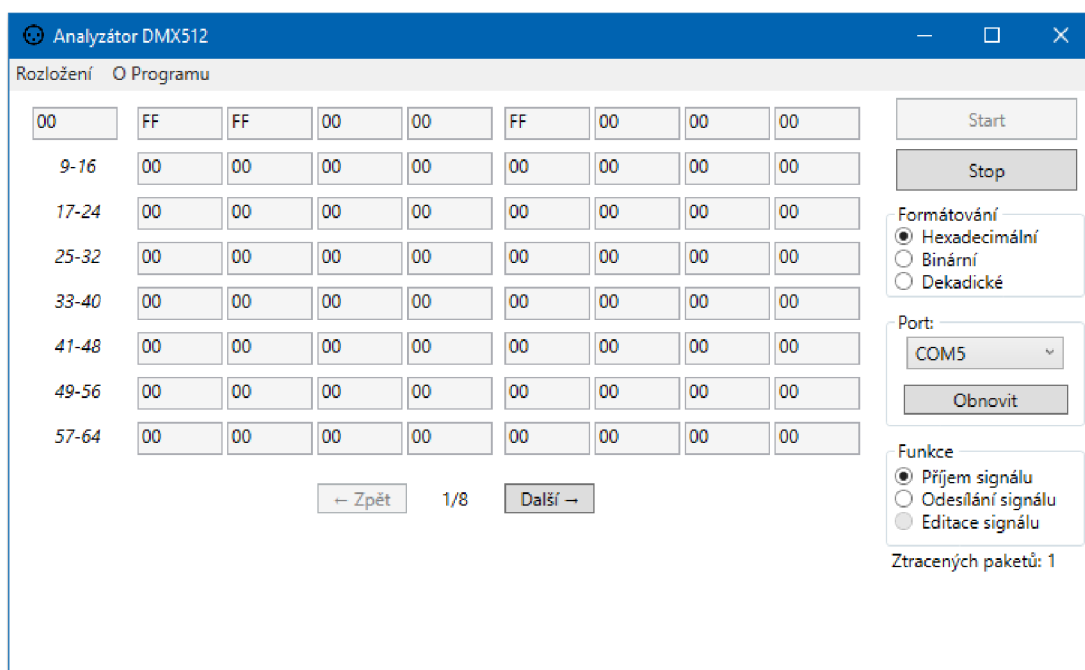 Analyzátor DMX512
Rozložení O Programu
00 FF FF 00 00 FF 00 00 00
9-16 00 00 00 00 00 00 00 00
17-24 00 00 00 00 00 00 00 00
25-32 00 00 00 00 00 00 00 00
33-40 00 00 00 00 00 00 00 00
41-48 00 00 00 00 00 00 00 00
49-56 00 00 00 00 00 00 00 00
57-64 00 00 00 00 00 00 00 00
← Zpět 1/8 Další →
Start
Stop
Formátování
Hexadecimální
Binární
Dekadické
Port:
COM5
Obnovit
Funkce
Příjem signálu
Odesílání signálu
Editace signálu
Ztracených paketů: 1